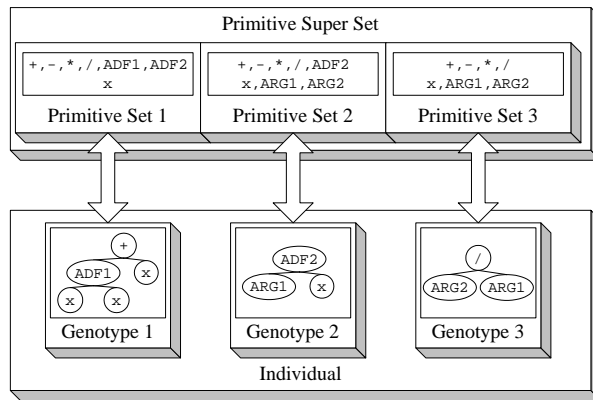 Primitive Super Set
+,-,*,/,ADF1,ADF2
x
Primitive Set 1
+,-,*,/,ADF2
x,ARG1,ARG2
Primitive Set 2
+,-,*,/
x,ARG1,ARG2
Primitive Set 3
+
ADF1
x
x
x
Genotype 1
ADF2
ARG1
x
Genotype 2
/
ARG2
ARG1
Genotype 3
Individual